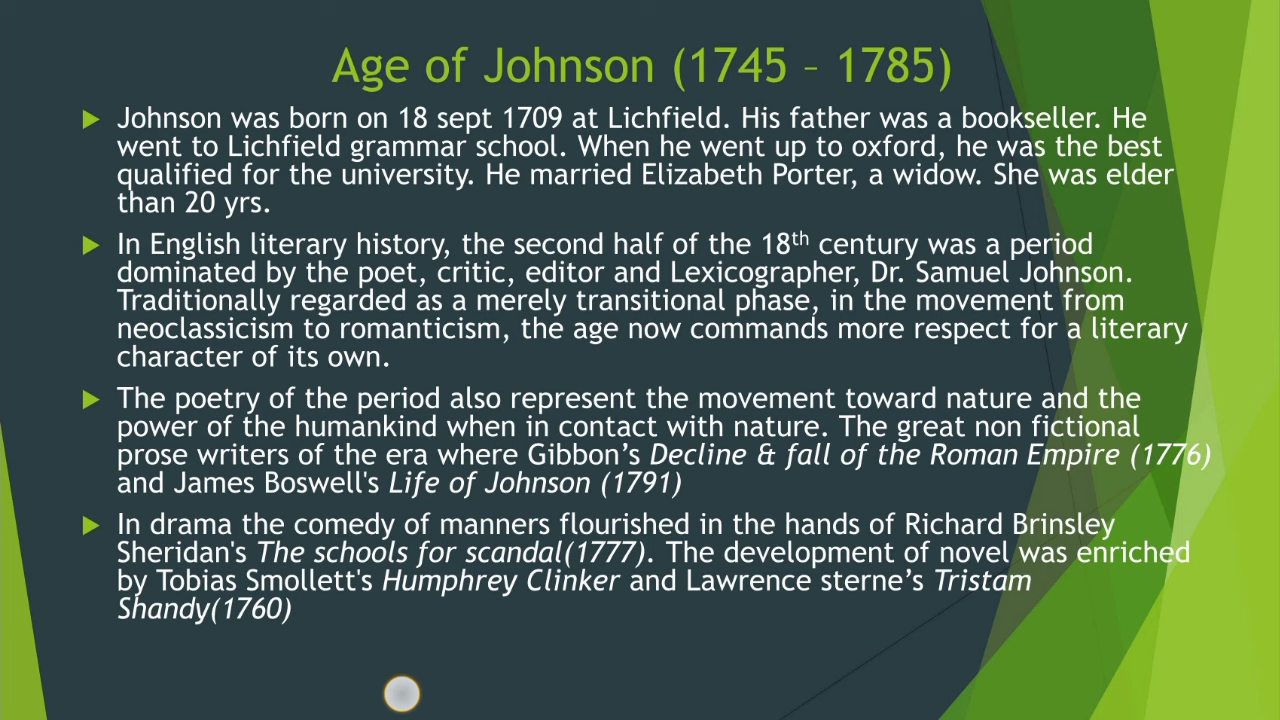 Age of Johnson (1745 – 1785)
Johnson was born on 18 sept 1709 at Lichfield. His father was a bookseller. He
went to Lichfield grammar school. When he went up to oxford, he was the best
qualified for the university. He married Elizabeth Porter, a widow. She was elder
than 20 yrs.
In English literary history, the second half of the 18th century was a period
dominated by the poet, critic, editor and Lexicographer, Dr. Samuel Johnson.
Traditionally regarded as a merely transitional phase, in the movement from
neoclassicism to romanticism, the age now commands more respect for a literary
character of its own.
The poetry of the period also represent the movement toward nature and the
power of the humankind when in contact with nature. The great non fictional
prose writers of the era where Gibbon’s Decline & fall of the Roman Empire (1776)
and James Boswell's Life of Johnson (1791)
In drama the comedy of manners flourished in the hands of Richard Brinsley
Sheridan's The schools for scandal(1777). The development of novel was enriched
by Tobias Smollett's Humphrey Clinker and Lawrence sterne’s Tristam
Shandy(1760)